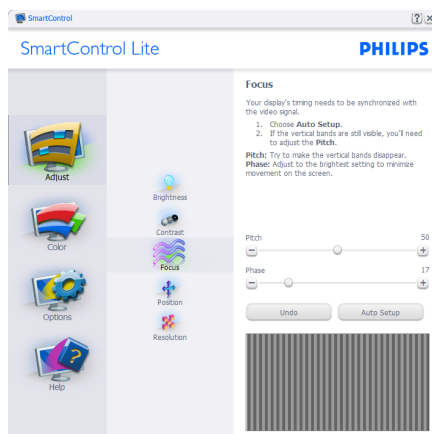 SmartControl
SmartControl Lite
PHILIPS
Adjust
Color
Options
Help
Brightness
Contrast
Focus
Position
Resolution
Focus
Your display's timing needs to be synchronized with
the video signal.
1. Choose Auto Setup.
2. If the vertical bands are still visible, you'll need
to adjust the Pitch.
Pitch: Try to make the vertical bands disappear.
Phase: Adjust to the brightest setting to minimize
movement on the screen.
Pitch 50
Phase 17
Undo Auto Setup